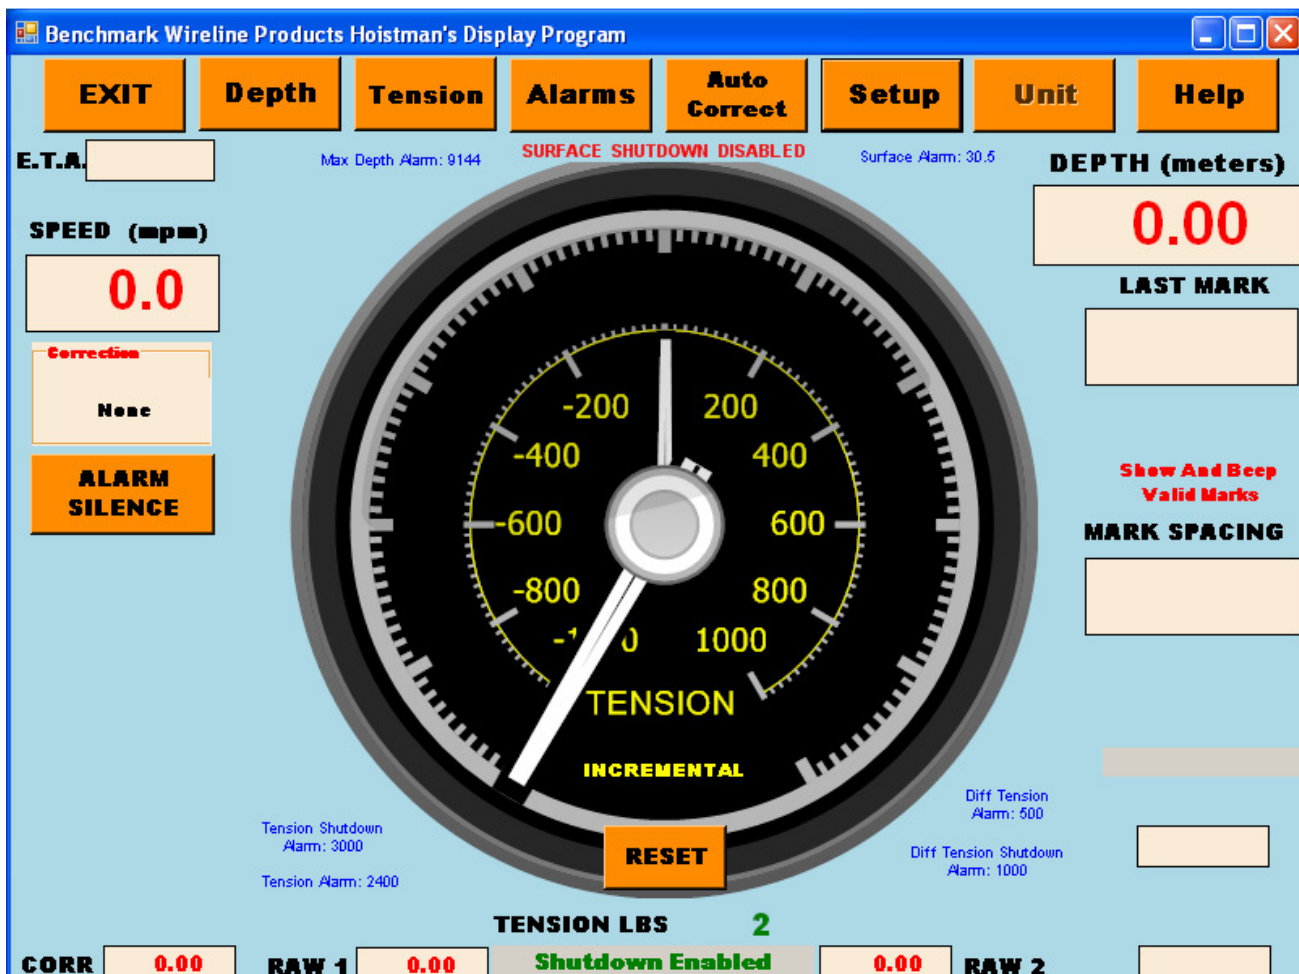 Benchmark Wireline Products Hoistman's Display Program
EXIT
Depth
Tension
Alarms
Auto
Correct
Setup
Unit
Help
E.T.A.
Max Depth Alarm: 9144
SURFACE SHUTDOWN DISABLED
Surface Alarm: 30.5
DEPTH (meters)
0.00
SPEED (mpm)
0.0
LAST MARK
Correction
None
ALARM
SILENCE
-200
200
-400
400
-600
600
-800
800
1000
TENSION
INCREMENTAL
Show And Beep
Valid Marks
MARK SPACING
Tension Shutdown
Alarm: 3000
Tension Alarm: 2400
RESET
Diff Tension
Alarm: 500
Diff Tension Shutdown
Alarm: 1000
TENSION LBS 2
CORR 0.00
RAW 1 0.00
Shutdown Enabled
0.00 RAW 2